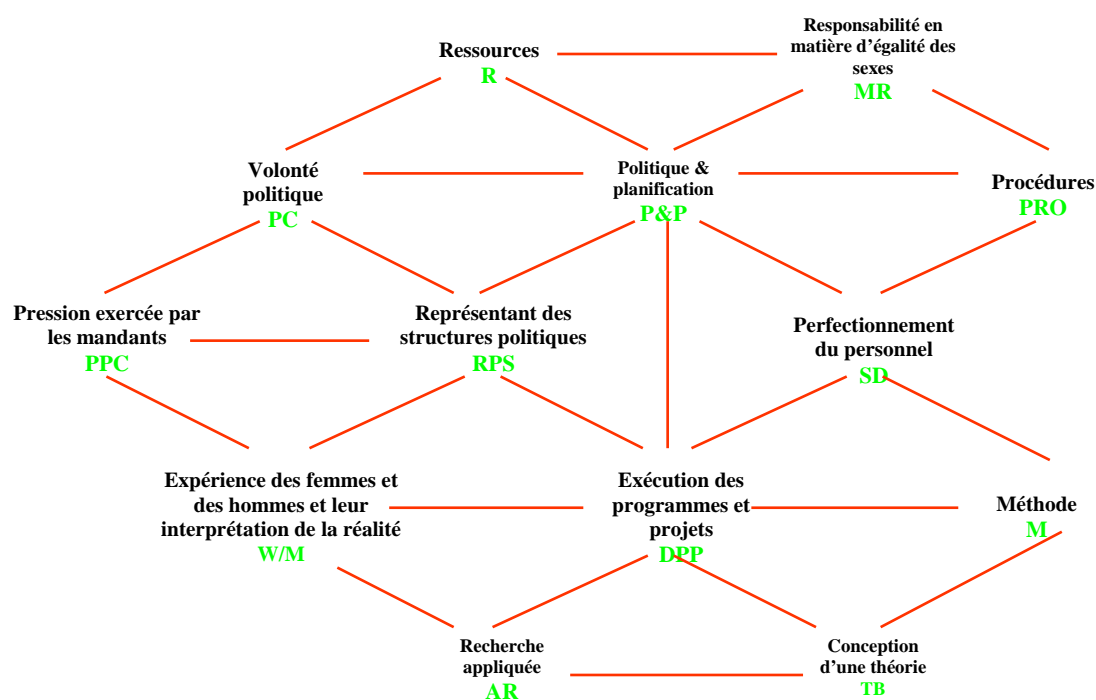 Ressources
R
Responsabilité en
matière d’égalité des
sexes
MR
Volonté
politique
PC
Politique &
planification
P&P
Procédures
PRO
Pression exercée par
les mandants
PPC
Représentant des
structures politiques
RPS
Perfectionnement
du personnel
SD
Expérience des femmes et
des hommes et leur
interprétation de la réalité
W/M
Exécution des
programmes et
projets
DPP
Méthode
M
Recherche
appliquée
AR
Conception
d’une théorie
TB